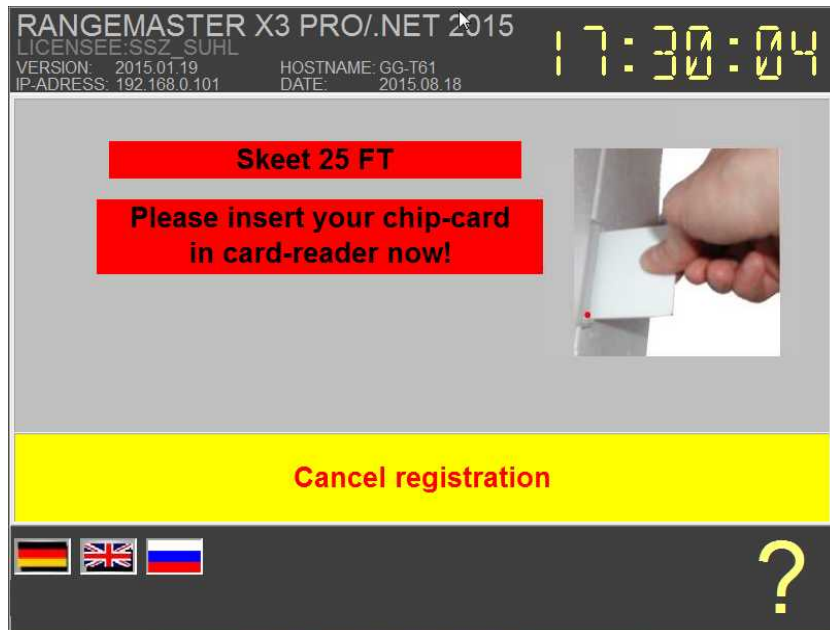 RANGEMASTER X3 PRO/.NET 2015
LICENSEE:SSZ_SUHL
VERSION: 2015.01.19 HOSTNAME: GG-T61
IP-ADRESS: 192.168.0.101 DATE: 2015.08.18
17:30:04
Skeet 25 FT
Please insert your chip-card
in card-reader now!
Cancel registration
?